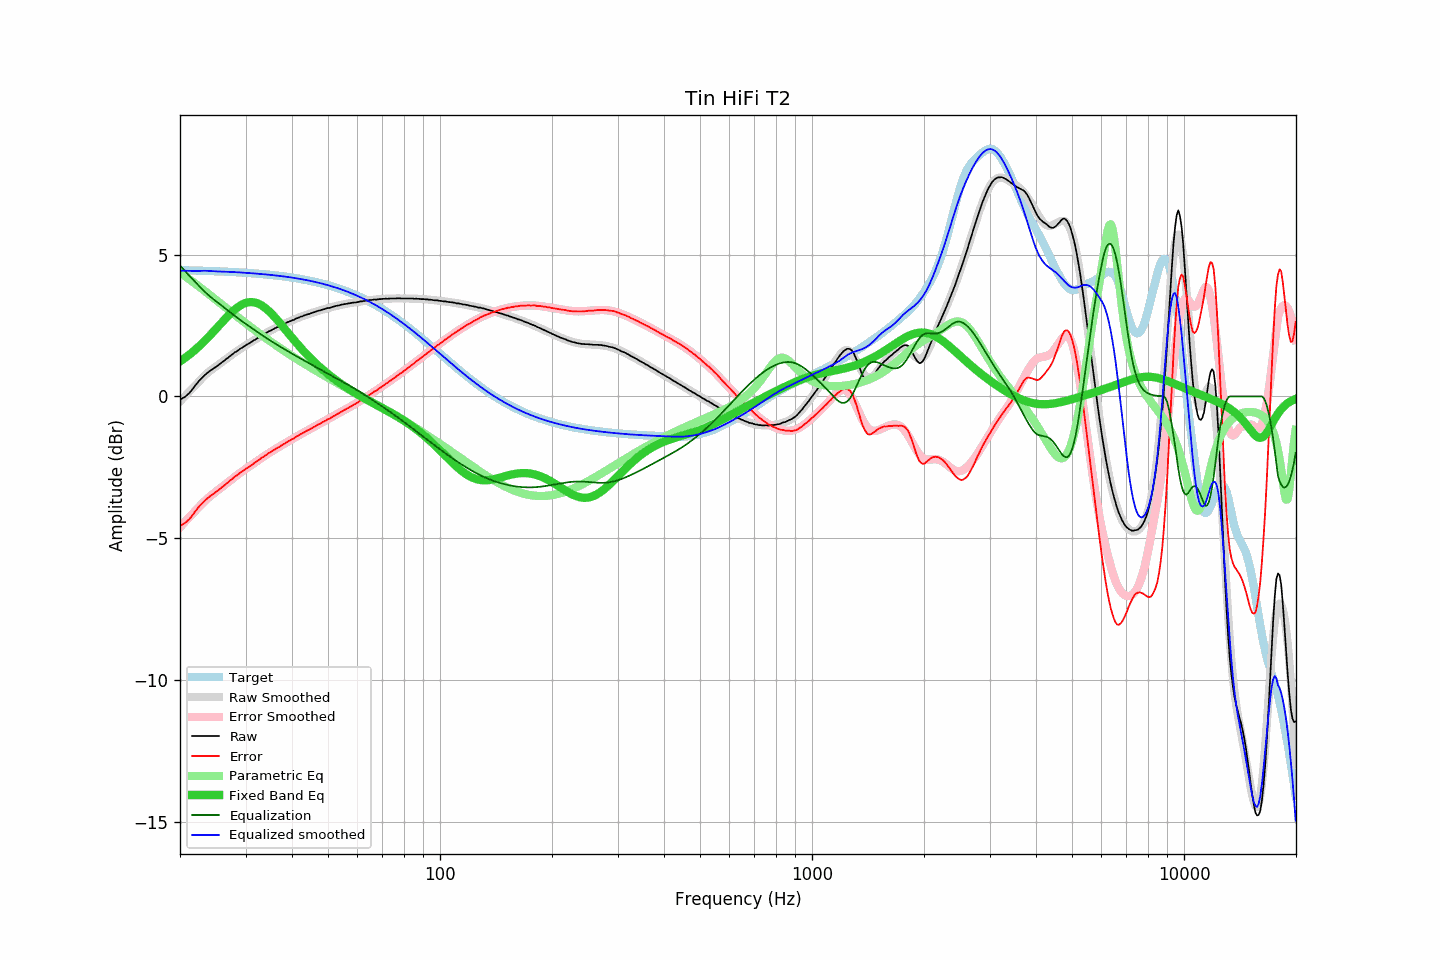 Tin HiFi T2
Amplitude (dBr)
5
0
−5
−10
−15
Target
Raw Smoothed
Error Smoothed
Raw
Error
Parametric Eq
Fixed Band Eq
Equalization
Equalized smoothed
100
1000
10000
Frequency (Hz)